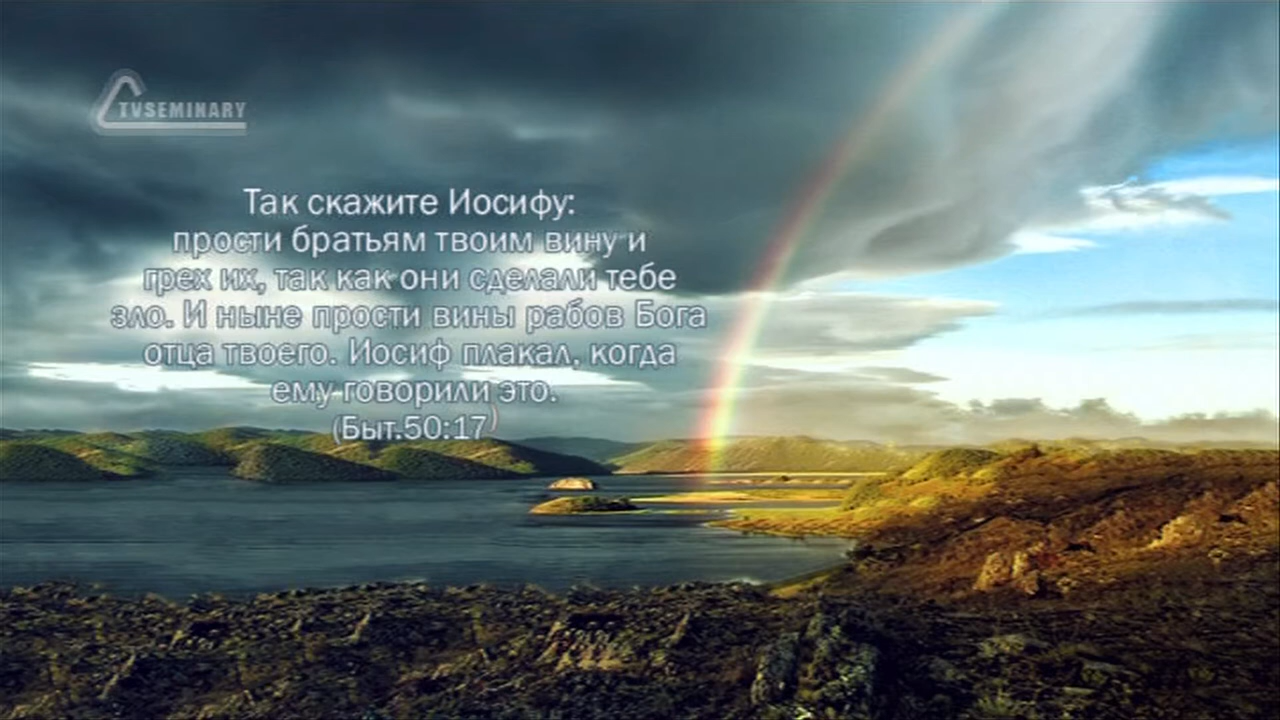 TVSEMINARY
Так скажите Иосифу:
прости братьям твоим вину и
грех их, так как они сделали тебе
зло. И ныне прости вины рабов Бога
отца твоего. Иосиф плакал, когда
ему говорили это.
(Быт.50:17)